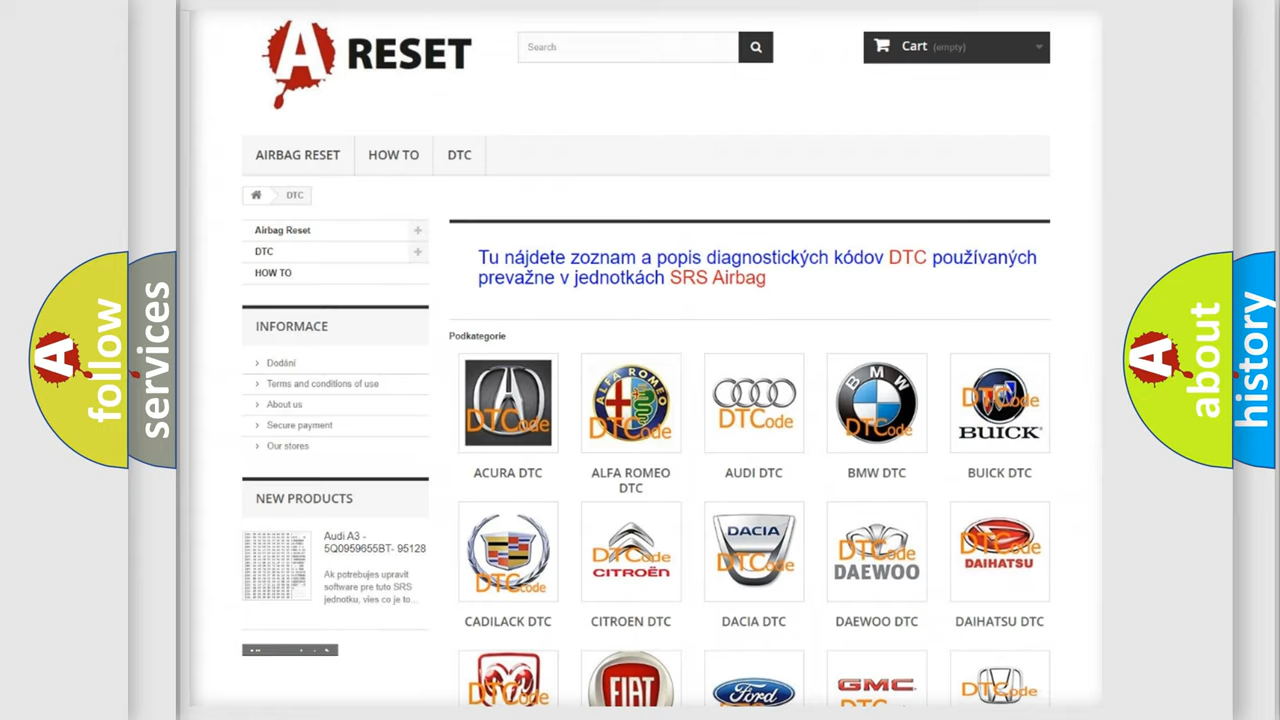 A RESET
Search
Cart (empty)
AIRBAG RESET
HOW TO
DTC
DTC
Airbag Reset
DTC
HOW TO
Tu nájdete zoznam a popis diagnostických kódov DTC používaných
prevažne v jednotkách SRS Airbag
INFORMACE
Dodání
Terms and conditions of use
About us
Secure payment
Our stores
Podkategorie
DTCode
ALFA ROMEO
DTCode
DTCode
BMW
DTCode
DTCode
BUICK
ACURA DTC
ALFA ROMEO
DTC
AUDI DTC
BMW DTC
BUICK DTC
NEW PRODUCTS
Audi A3 -
5Q0959655BT- 95128
Ak potrebujes upravit
software pre tuto SRS
jednotku, vies co je to...
DTCode
DTCode
CITROËN
DACIA
DTCode
DTCode
DAEWOO
DTCode
DAIHATSU
CADILACK DTC
CITROEN DTC
DACIA DTC
DAEWOO DTC
DAIHATSU DTC
DTCode
FIAT
Ford
GMC
DTCode
A follow
services
A about
history